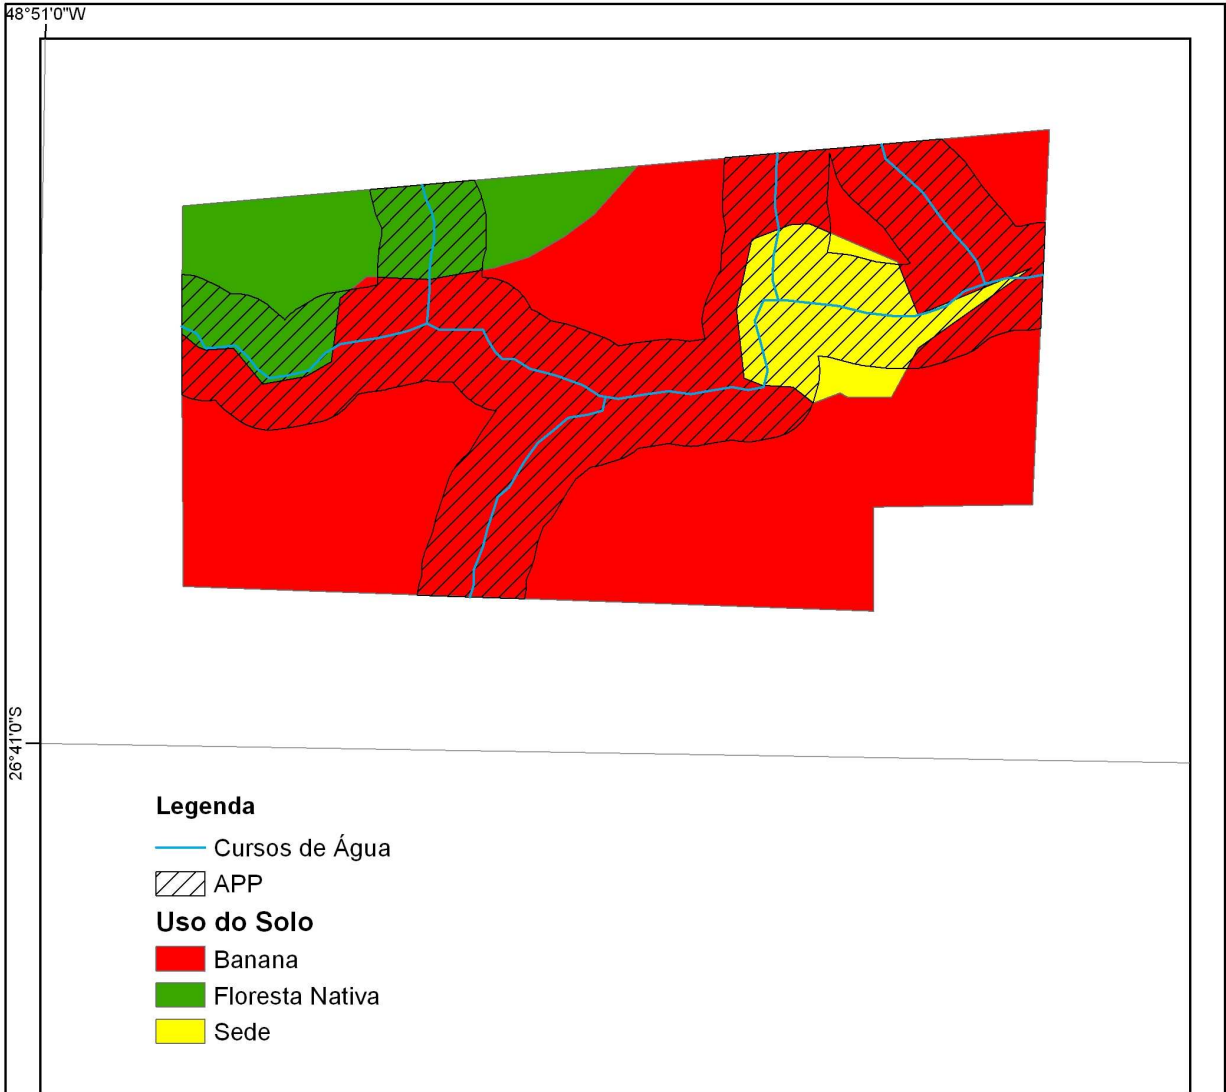 48°51'0"W
26°41'0"S
Legenda
Cursos de Água
APP
Uso do Solo
Banana
Floresta Nativa
Sede